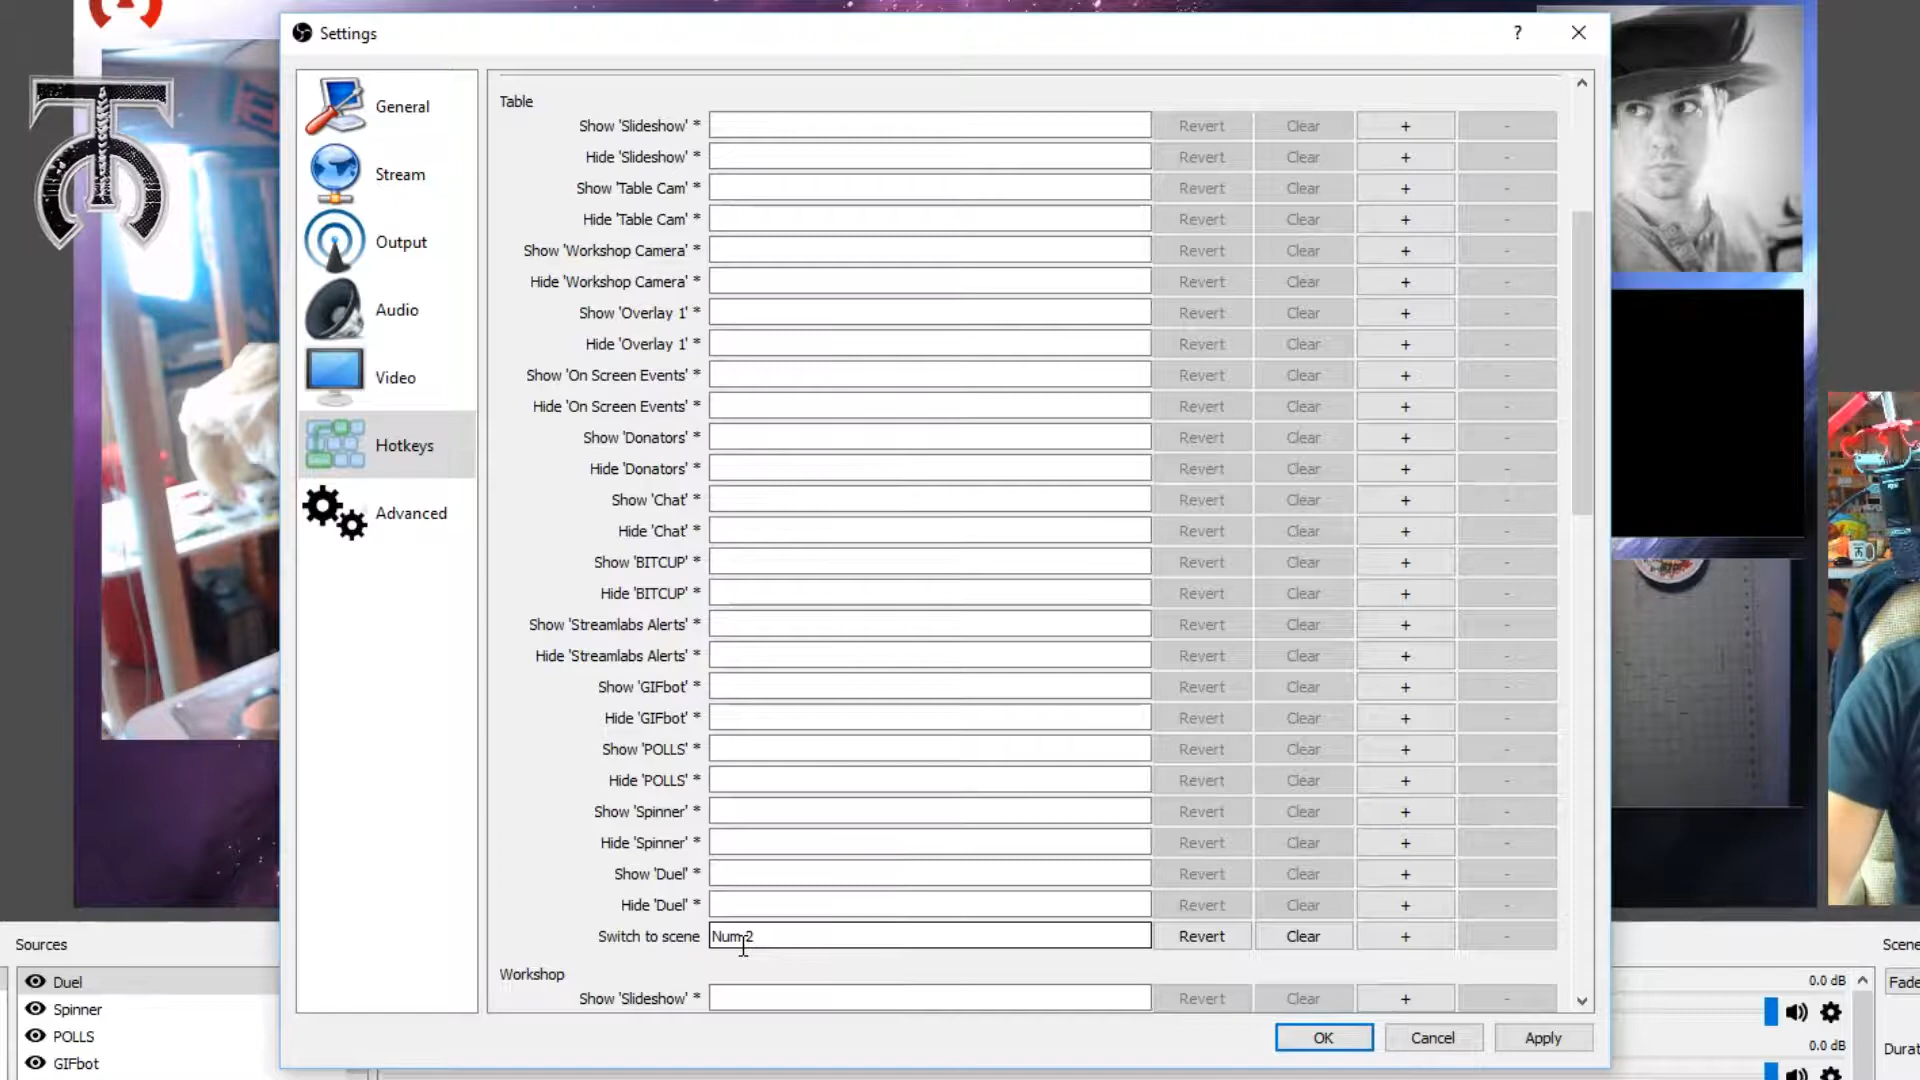 Settings
?
General
Stream
Output
Audio
Video
Hotkeys
Advanced
Table
Show 'Slideshow' * Revert Clear + -
Hide 'Slideshow' * Revert Clear + -
Show 'Table Cam' * Revert Clear + -
Hide 'Table Cam' * Revert Clear + -
Show 'Workshop Camera' * Revert Clear + -
Hide 'Workshop Camera' * Revert Clear + -
Show 'Overlay 1' * Revert Clear + -
Hide 'Overlay 1' * Revert Clear + -
Show 'On Screen Events' * Revert Clear + -
Hide 'On Screen Events' * Revert Clear + -
Show 'Donators' * Revert Clear + -
Hide 'Donators' * Revert Clear + -
Show 'Chat' * Revert Clear + -
Hide 'Chat' * Revert Clear + -
Show 'BITCUP' * Revert Clear + -
Hide 'BITCUP' * Revert Clear + -
Show 'Streamlabs Alerts' * Revert Clear + -
Hide 'Streamlabs Alerts' * Revert Clear + -
Show 'GIFbot' * Revert Clear + -
Hide 'GIFbot' * Revert Clear + -
Show 'POLLS' * Revert Clear + -
Hide 'POLLS' * Revert Clear + -
Show 'Spinner' * Revert Clear + -
Hide 'Spinner' * Revert Clear + -
Show 'Duel' * Revert Clear + -
Hide 'Duel' * Revert Clear + -
Switch to scene Num 2 Revert Clear + -
Workshop
Show 'Slideshow' * Revert Clear + -
OK Cancel Apply
Sources
Duel
Spinner
POLLS
GIFbot
0.0 dB
0.0 dB
Scene
Fade
Durat